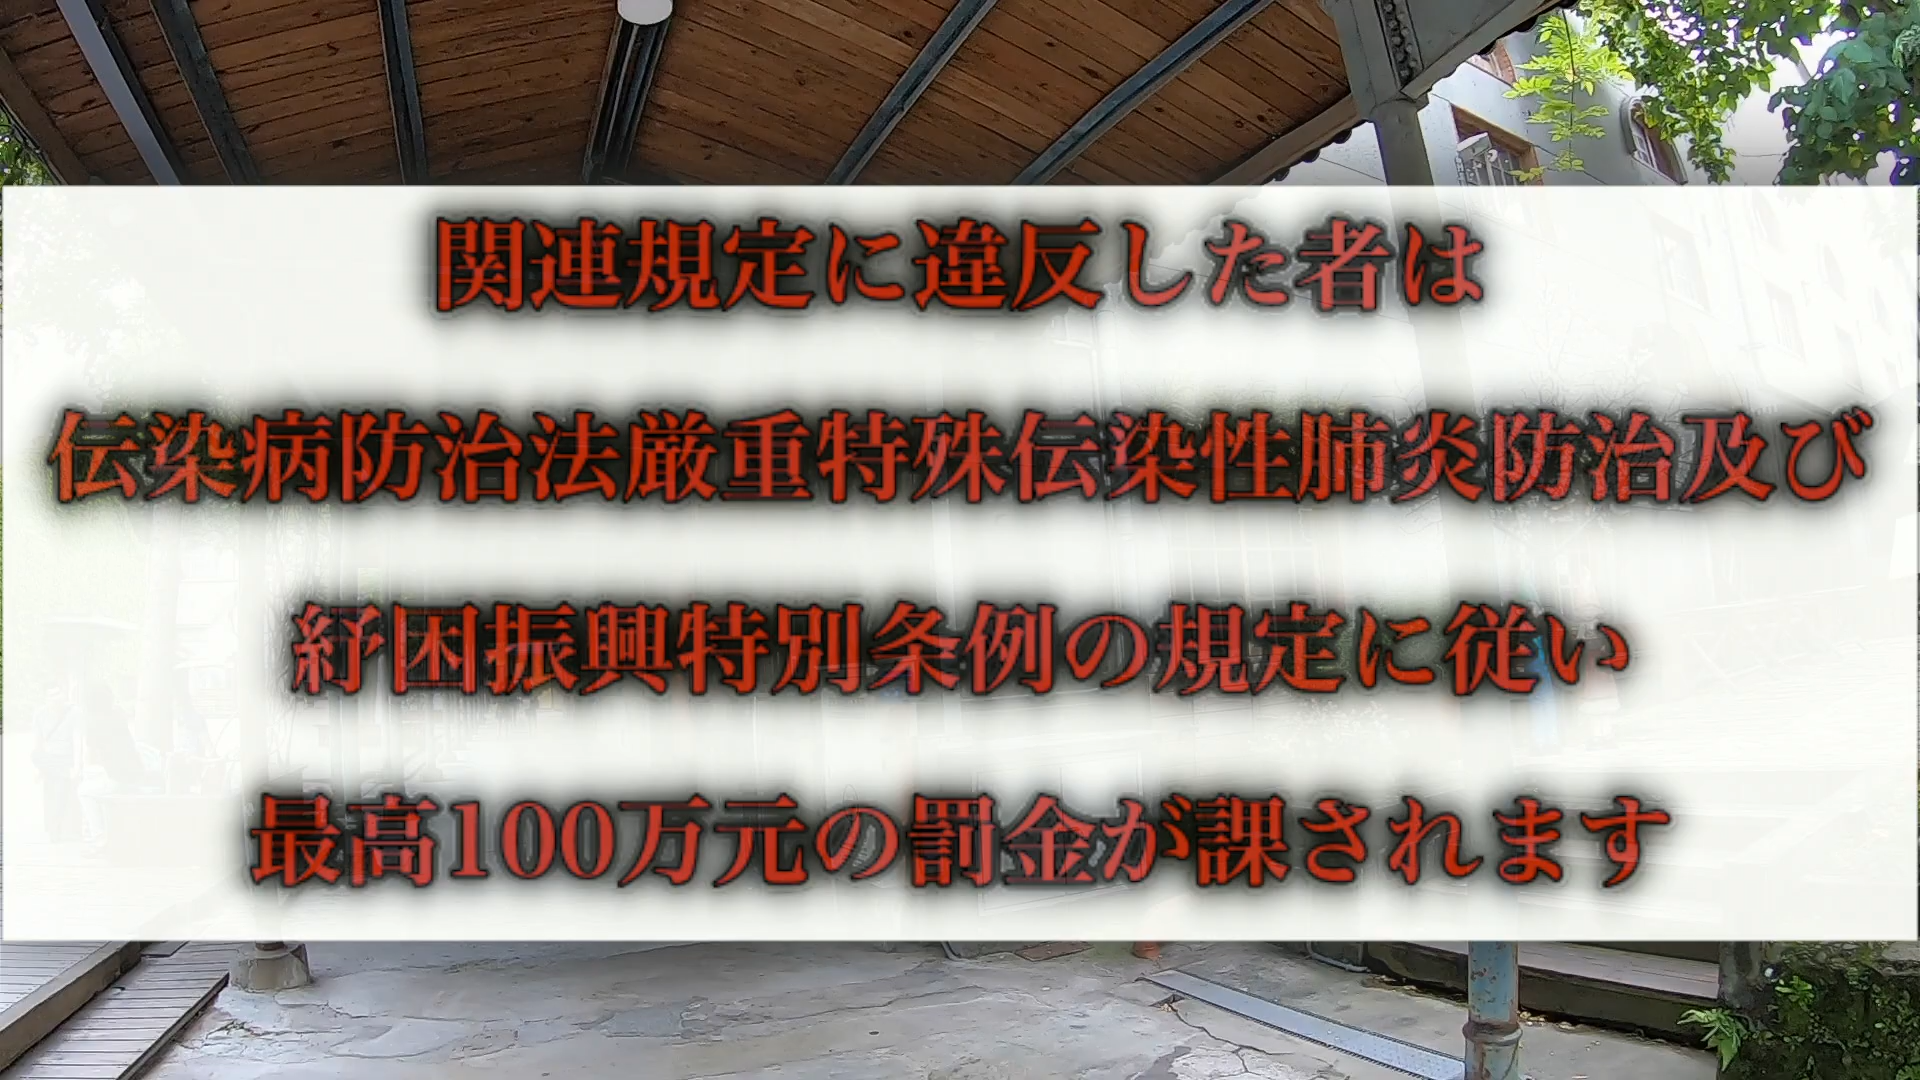 関連規定に違反した者は
伝染病防治法厳重特殊伝染性肺炎防治及び
紓困振興特別条例の規定に従い
最高100万元の罰金が課されます